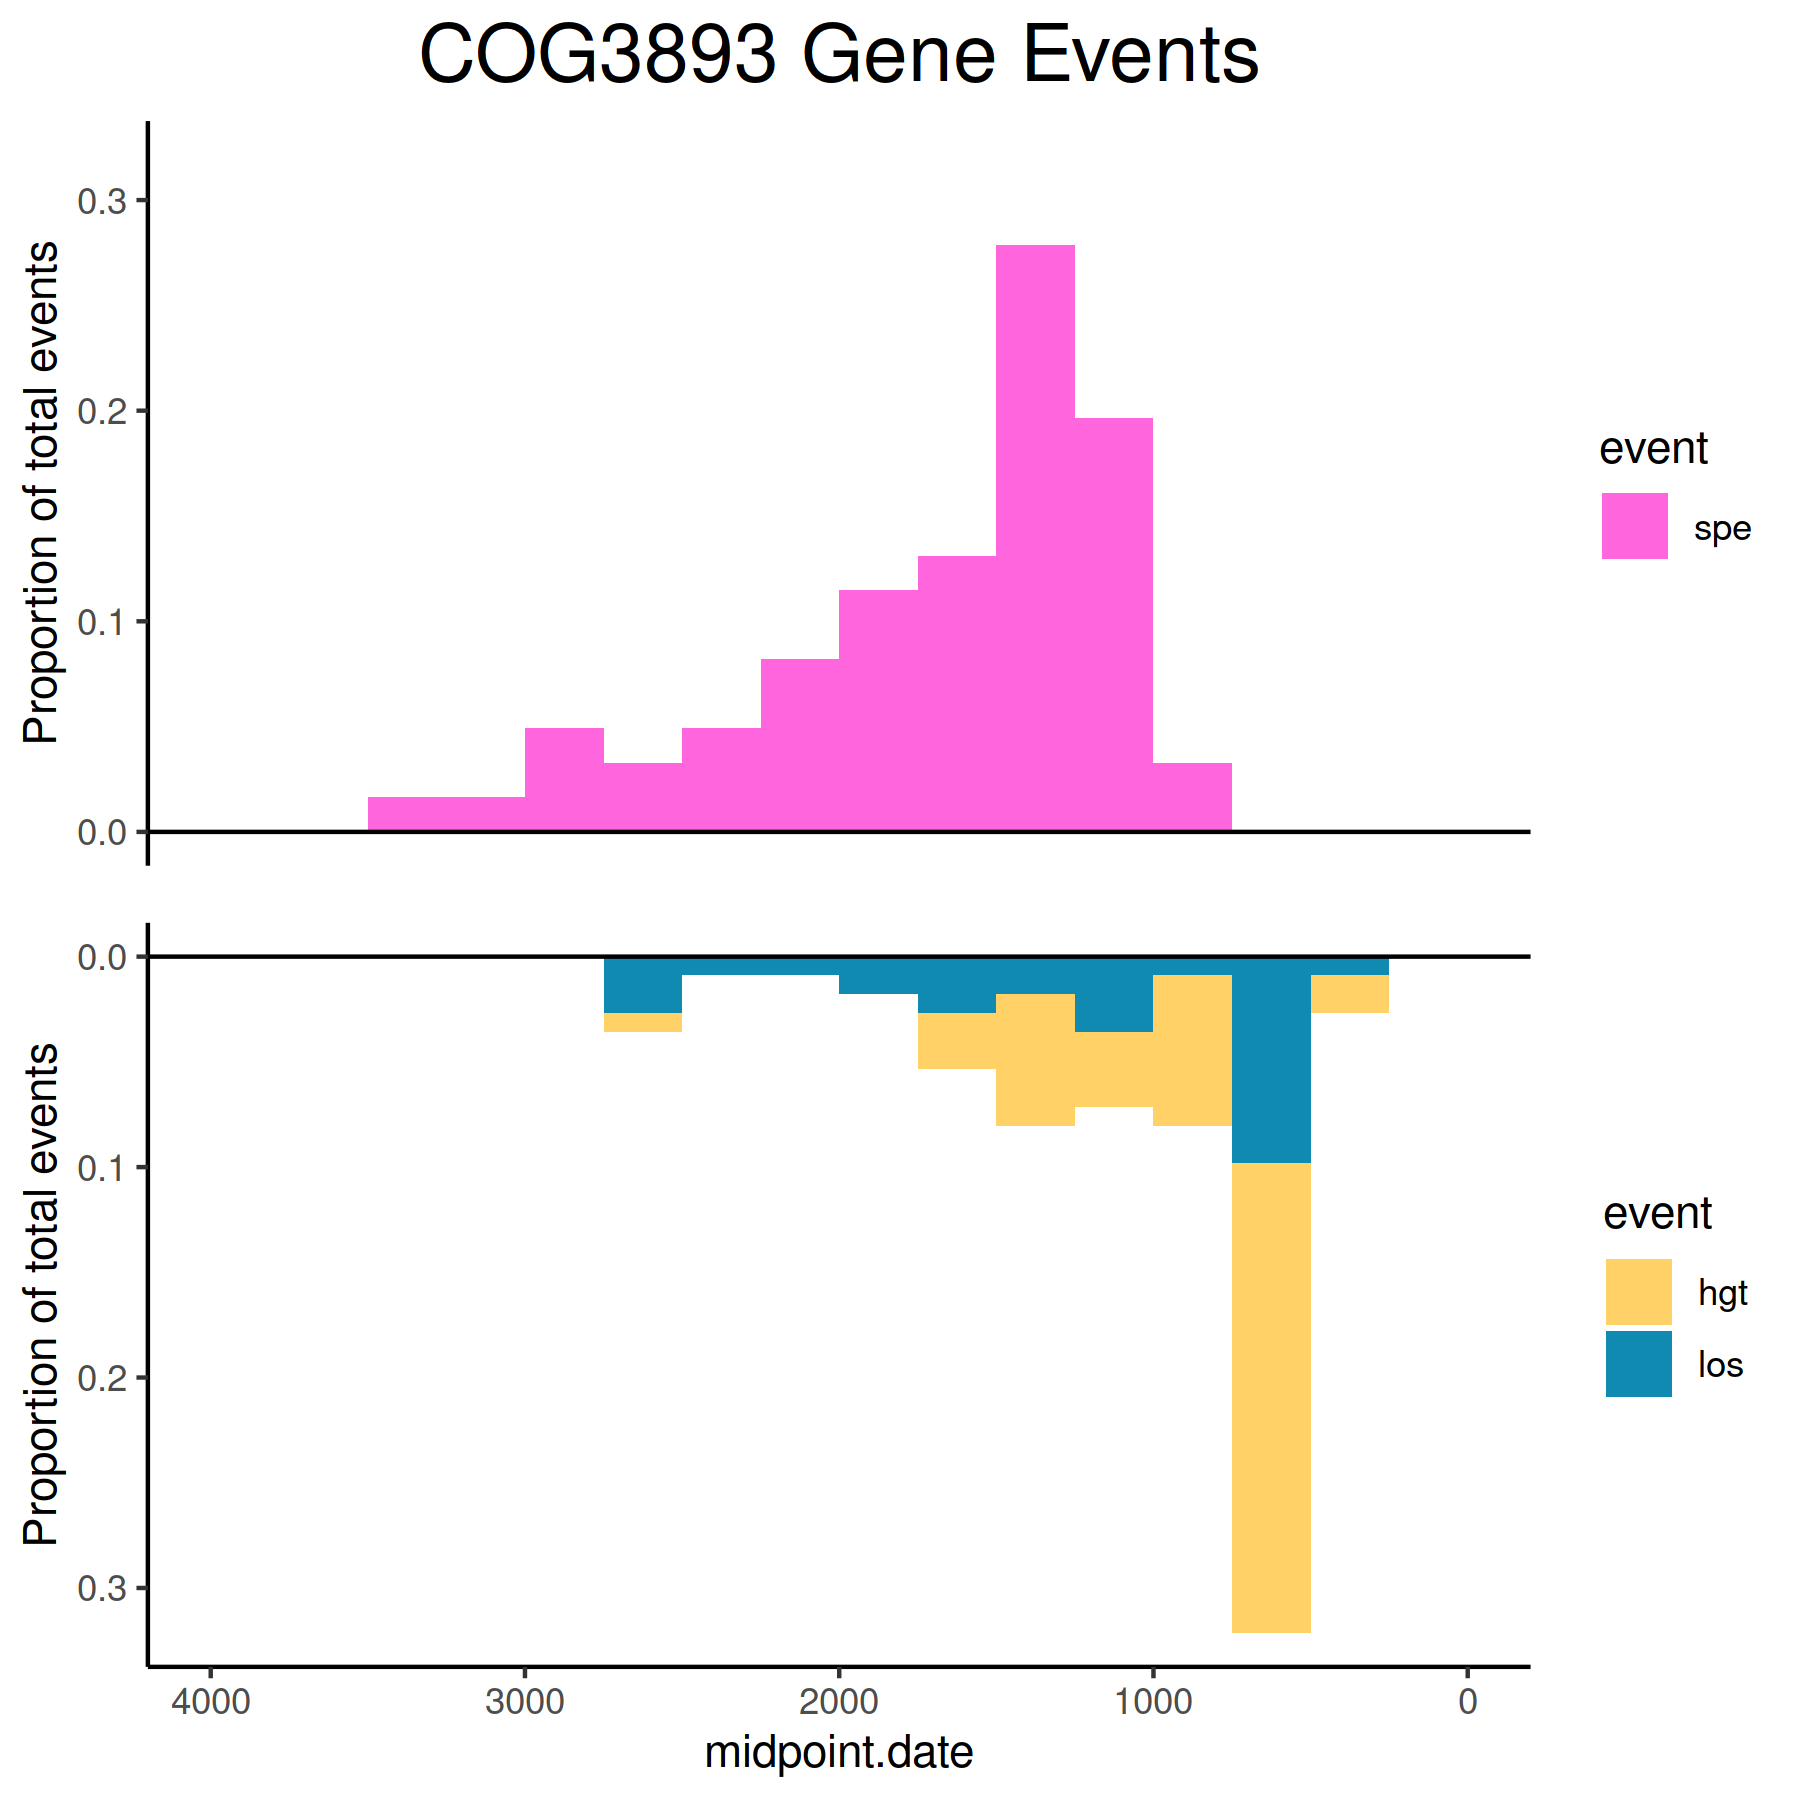 COG3893 Gene Events
Proportion of total events
0.3
0.2
0.1
0.0
event
spe
Proportion of total events
0.0
0.1
0.2
0.3
event
hgt
los
4000 3000 2000 1000 0
midpoint.date